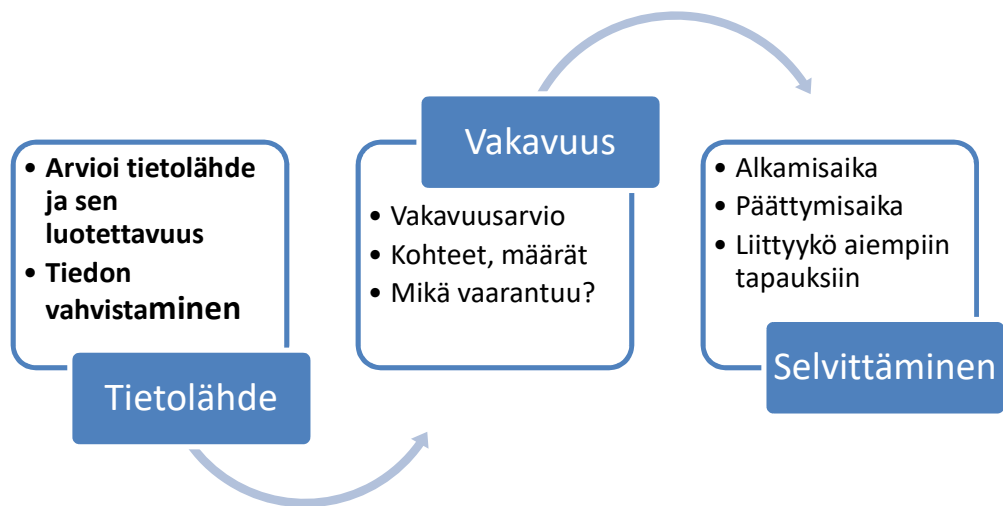 • Arvioi tietolähde
ja sen
luotettavuus
• Tiedon
vahvistaminen
Tietolähde
Vakavuus
• Vakavuusarvio
• Kohteet, määrät
• Mikä vaarantuu?
• Alkamisaika
• Päättymisaika
• Liittyykö aiempiin
tapauksiin
Selvittäminen